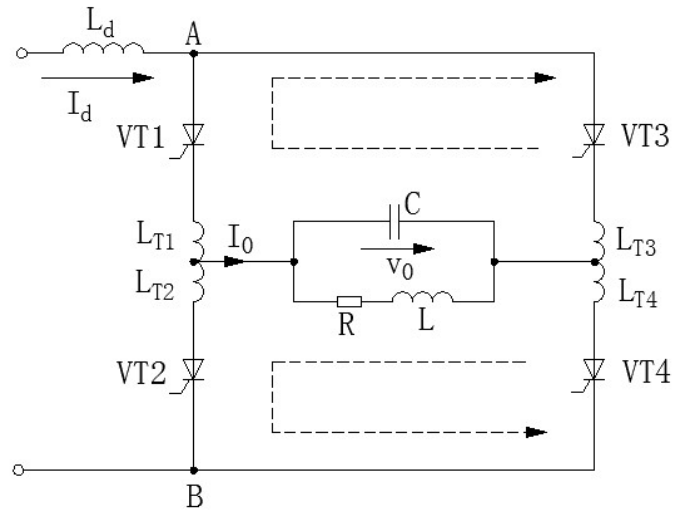 L_d
A
I_d
VT1
VT3
C
L_T1
I_0
L_T3
v_0
L_T2
L_T4
R
L
VT2
VT4
B